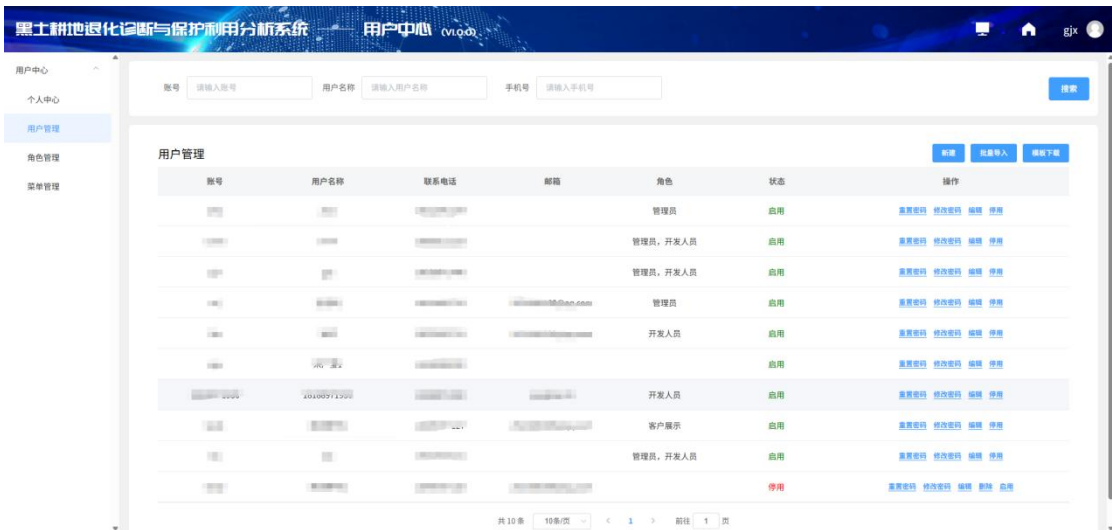 黑土耕地退化诊断与保护利用分析系统 —— 用户中心 (V1.0.0)
gjx
用户中心
个人中心
用户管理
角色管理
菜单管理
账号 请输入账号 用户名称 请输入用户名称 手机号 请输入手机号 搜索
用户管理 新建 批量导入 模板下载
账号 用户名称 联系电话 邮箱 角色 状态 操作
管理员 启用 重置密码 修改密码 编辑 停用
管理员，开发人员 启用 重置密码 修改密码 编辑 停用
管理员，开发人员 启用 重置密码 修改密码 编辑 停用
管理员 启用 重置密码 修改密码 编辑 停用
开发人员 启用 重置密码 修改密码 编辑 停用
启用 重置密码 修改密码 编辑 停用
开发人员 启用 重置密码 修改密码 编辑 停用
客户展示 启用 重置密码 修改密码 编辑 停用
管理员，开发人员 启用 重置密码 修改密码 编辑 停用
停用 重置密码 修改密码 编辑 删除 启用
共 10 条 10条/页 < 1 > 前往 1 页